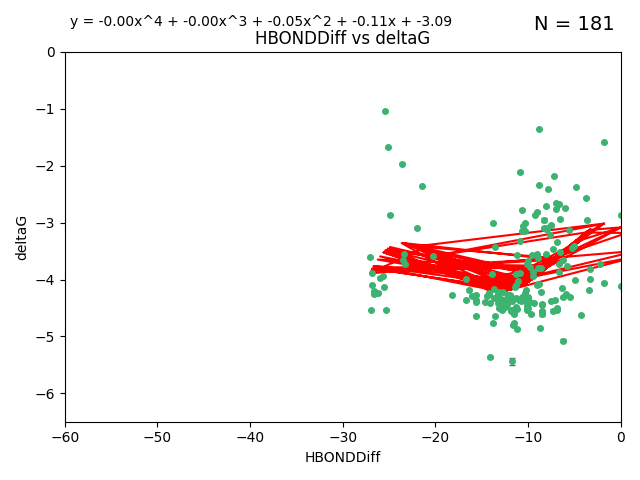 y = -0.00x^4 + -0.00x^3 + -0.05x^2 + -0.11x + -3.09
N = 181
HBONDDiff vs deltaG
0
−1
−2
−3
−4
−5
−6
deltaG
−60 −50 −40 −30 −20 −10 0
HBONDDiff